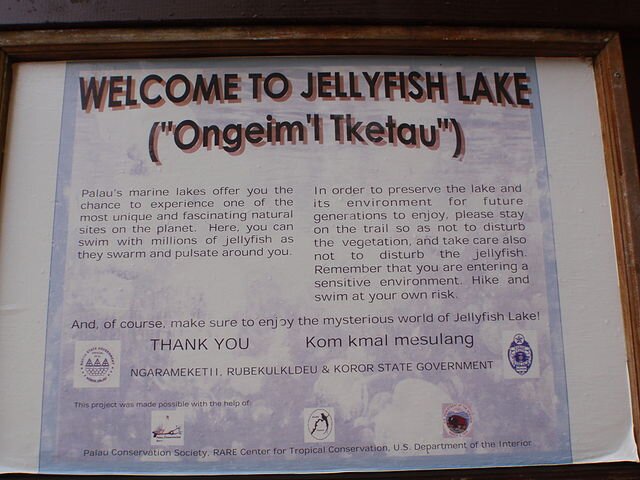 WELCOME TO JELLYFISH LAKE
("Ongeim'l Tketau")
Palau's marine lakes offer you the
chance to experience one of the
most unique and fascinating natural
sites on the planet. Here, you can
swim with millions of jellyfish as
they swarm and pulsate around you.
In order to preserve the lake and
its environment for future
generations to enjoy, please stay
on the trail so as not to disturb
the vegetation, and take care also
not to disturb the jellyfish.
Remember that you are entering a
sensitive environment. Hike and
swim at your own risk.
And, of course, make sure to enjoy the mysterious world of Jellyfish Lake!
THANK YOU Kom kmal mesulang
NGARAMEKETII, RUBEKULKLDEU & KOROR STATE GOVERNMENT
This project was made possible with the help of:
Palau Conservation Society, RARE Center for Tropical Conservation, U.S. Department of the Interior